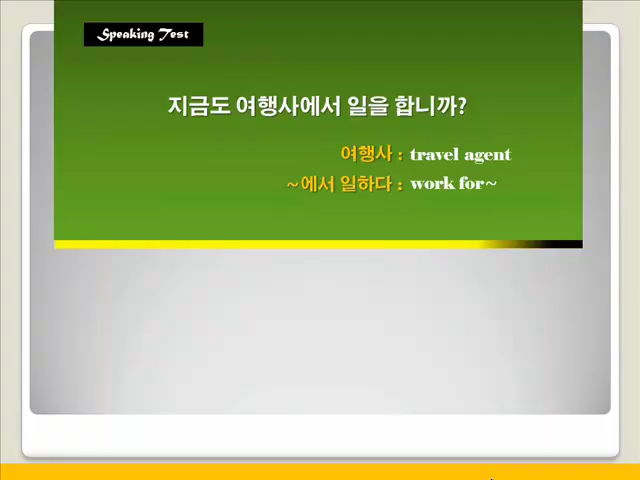 Speaking Test
지금도 여행사에서 일을 합니까?
여행사 : travel agent
~에서 일하다 : work for~